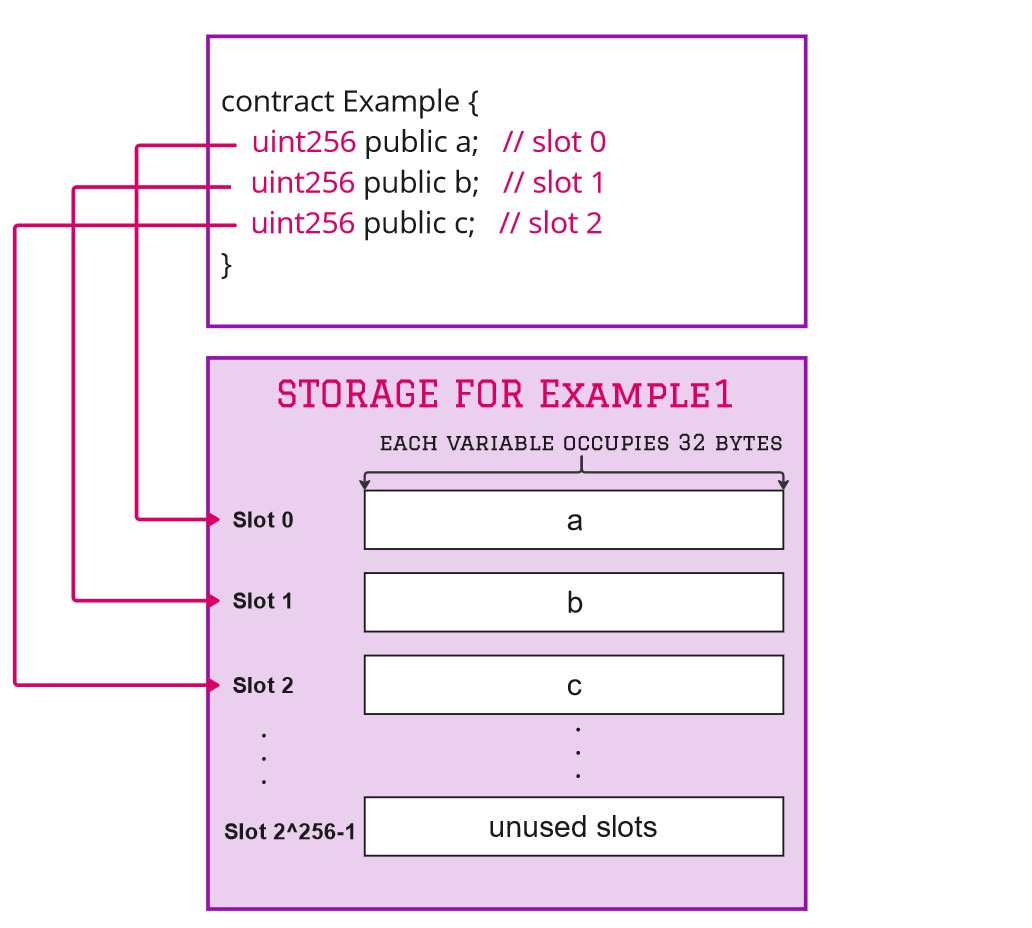 contract Example {
uint256 public a; // slot 0
uint256 public b; // slot 1
uint256 public c; // slot 2
}
STORAGE FOR EXAMPLE1
EACH VARIABLE OCCUPIES 32 BYTES
Slot 0 a
Slot 1 b
Slot 2 c
. .
. .
. .
Slot 2^256-1 unused slots